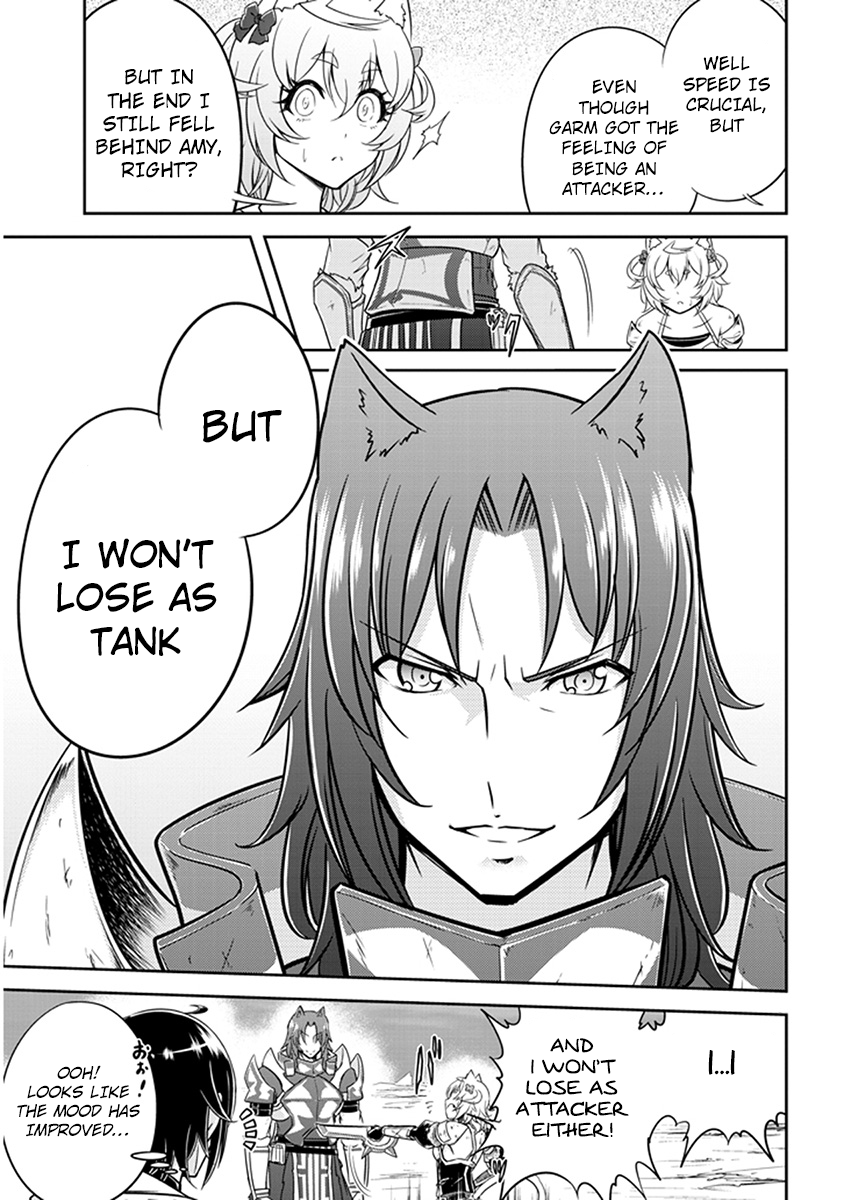 WELL
SPEED IS
CRUCIAL,
BUT
EVEN
THOUGH
GARM GOT THE
FEELING OF
BEING AN
ATTACKER...
BUT IN
THE END I
STILL FELL
BEHIND AMY,
RIGHT?
BUT
I WON'T
LOSE AS
TANK
I...I
AND
I WON'T
LOSE AS
ATTACKER
EITHER!
おぉ!
OOH!
LOOKS LIKE
THE MOOD HAS
IMPROVED...